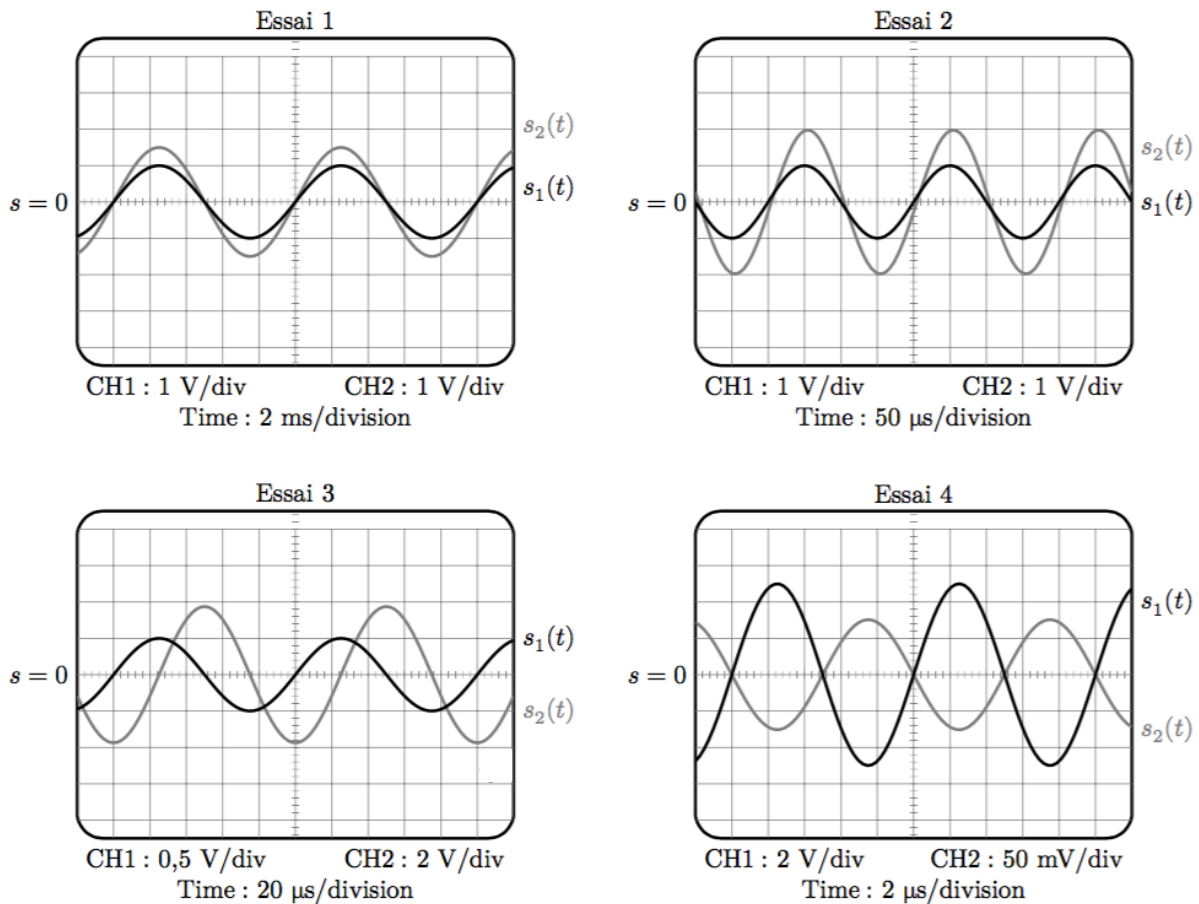 Essai 1
s₂(t)
s₁(t)
s = 0
CH1 : 1 V/div CH2 : 1 V/div
Time : 2 ms/division
Essai 2
s₂(t)
s = 0 s₁(t)
CH1 : 1 V/div CH2 : 1 V/div
Time : 50 µs/division
Essai 3
s₁(t)
s = 0
s₂(t)
CH1 : 0,5 V/div CH2 : 2 V/div
Time : 20 µs/division
Essai 4
s₁(t)
s = 0
s₂(t)
CH1 : 2 V/div CH2 : 50 mV/div
Time : 2 µs/division